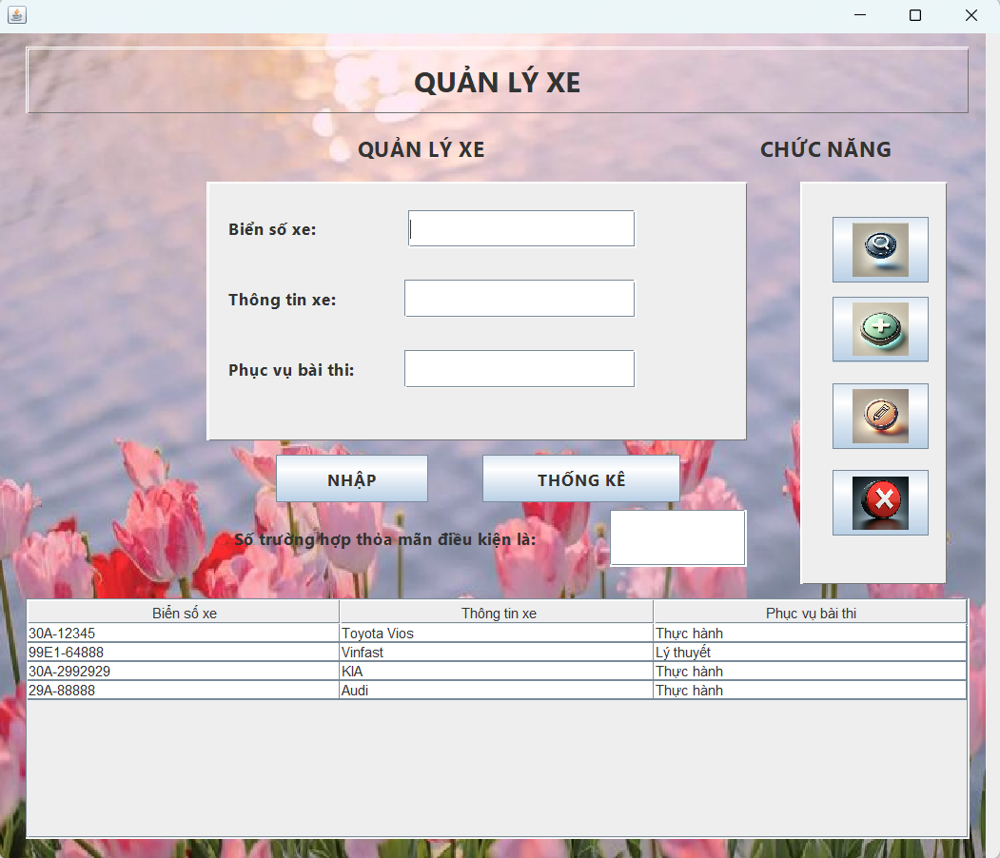 QUẢN LÝ XE
QUẢN LÝ XE
CHỨC NĂNG
Biển số xe:
Thông tin xe:
Phục vụ bài thi:
NHẬP
THỐNG KÊ
Số trường hợp thỏa mãn điều kiện là:
Biển số xe Thông tin xe Phục vụ bài thi
30A-12345 Toyota Vios Thực hành
99E1-64888 Vinfast Lý thuyết
30A-2992929 KIA Thực hành
29A-88888 Audi Thực hành